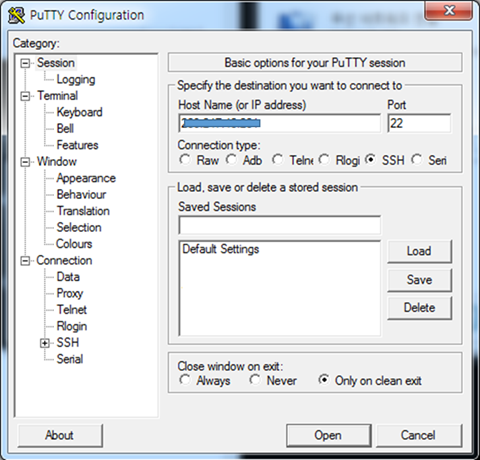 PuTTY Configuration
Category:
Session
Logging
Terminal
Keyboard
Bell
Features
Window
Appearance
Behaviour
Translation
Selection
Colours
Connection
Data
Proxy
Telnet
Rlogin
SSH
Serial
Basic options for your PuTTY session
Specify the destination you want to connect to
Host Name (or IP address) Port
22
Connection type:
Raw Adb Telne Rlogi SSH Seri
Load, save or delete a stored session
Saved Sessions
Default Settings
Load
Save
Delete
Close window on exit:
Always Never Only on clean exit
About Open Cancel